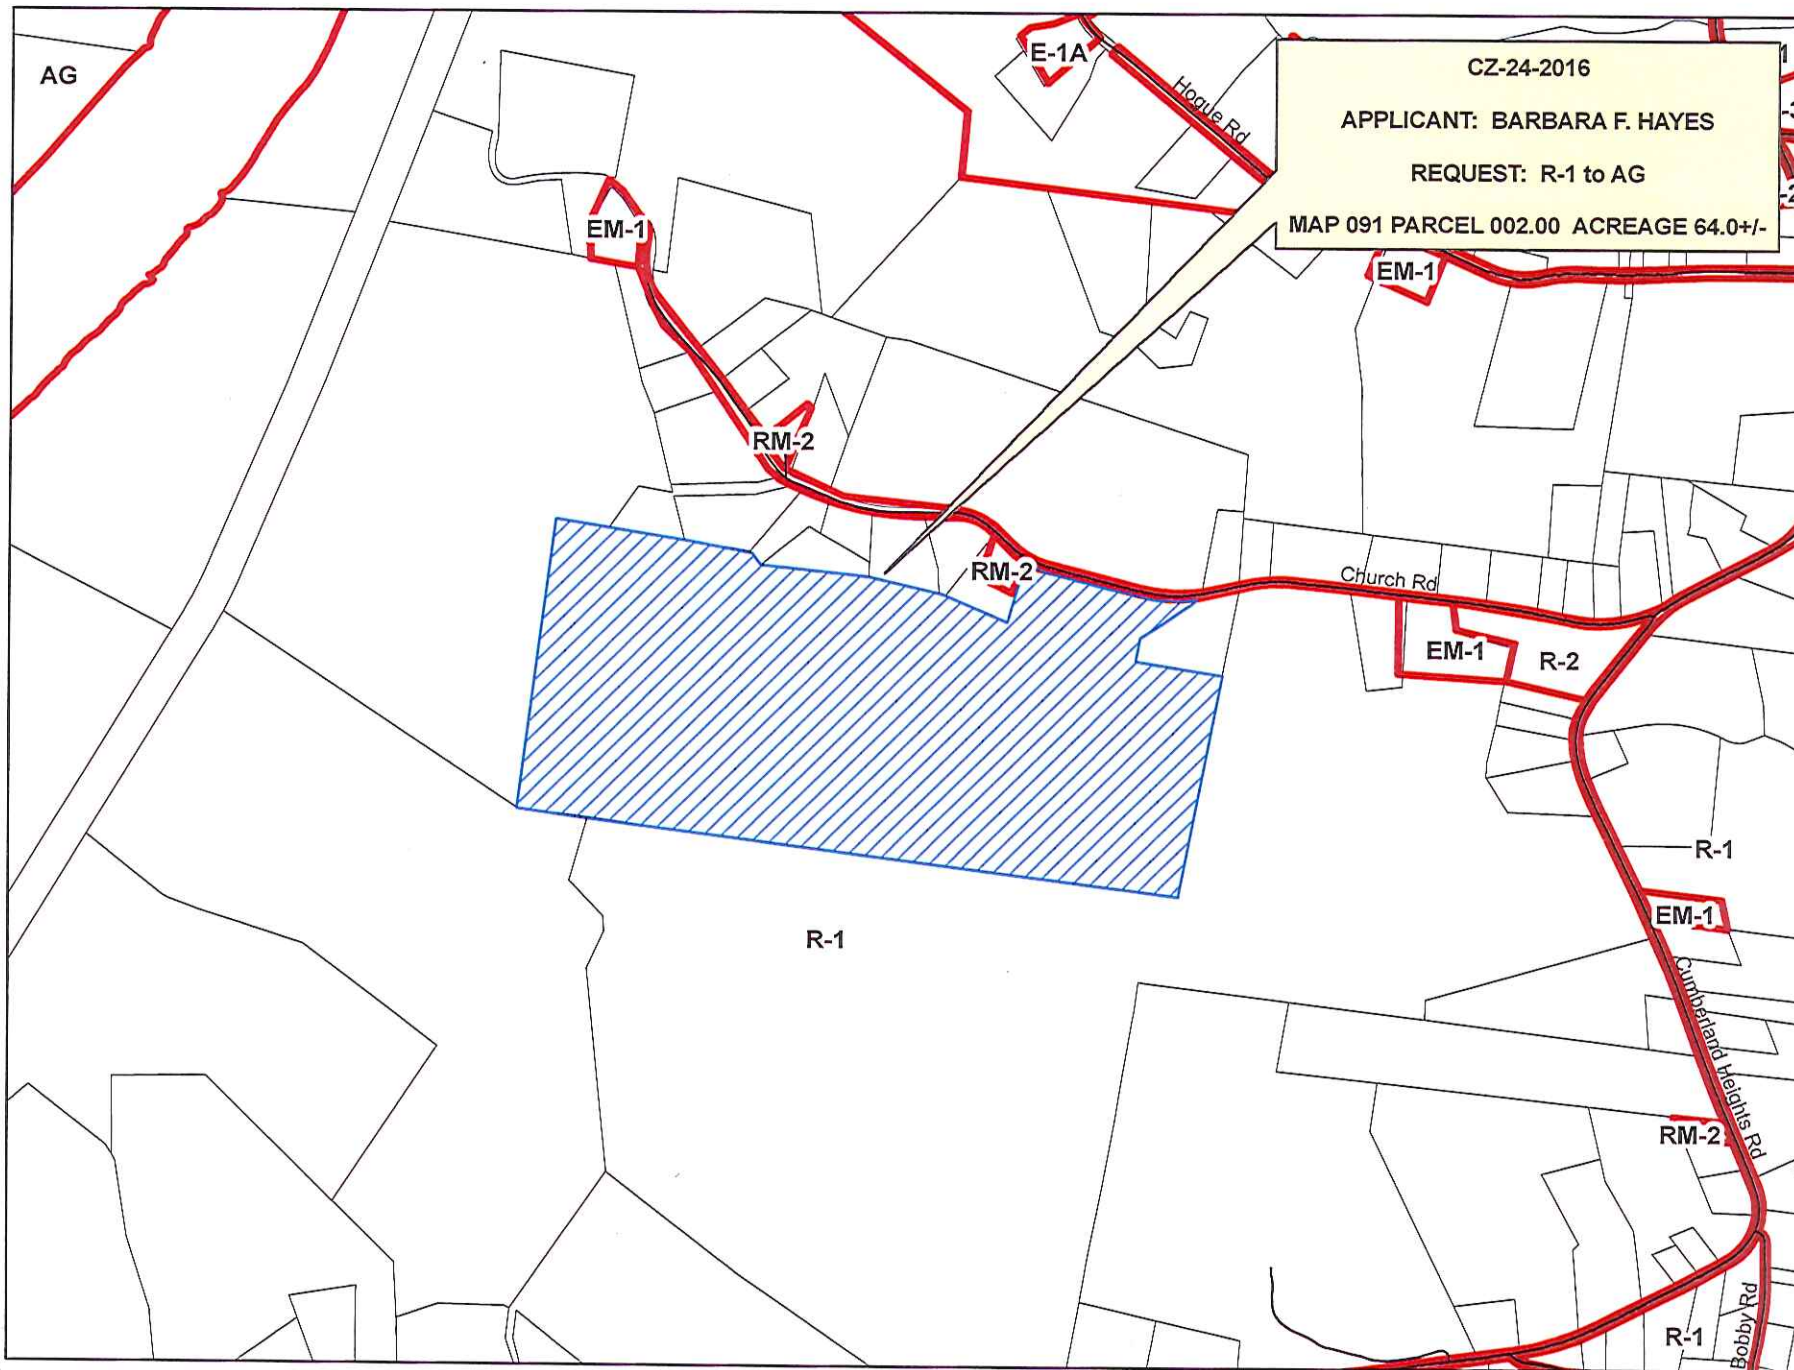 AG
E-1A
Hogue Rd
CZ-24-2016
APPLICANT: BARBARA F. HAYES
REQUEST: R-1 to AG
MAP 091 PARCEL 002.00 ACREAGE 64.0+/-
EM-1
EM-1
RM-2
RM-2
Church Rd
EM-1
R-2
R-1
EM-1
R-1
Cumberland Heights Rd
RM-2
R-1
Bobby Rd